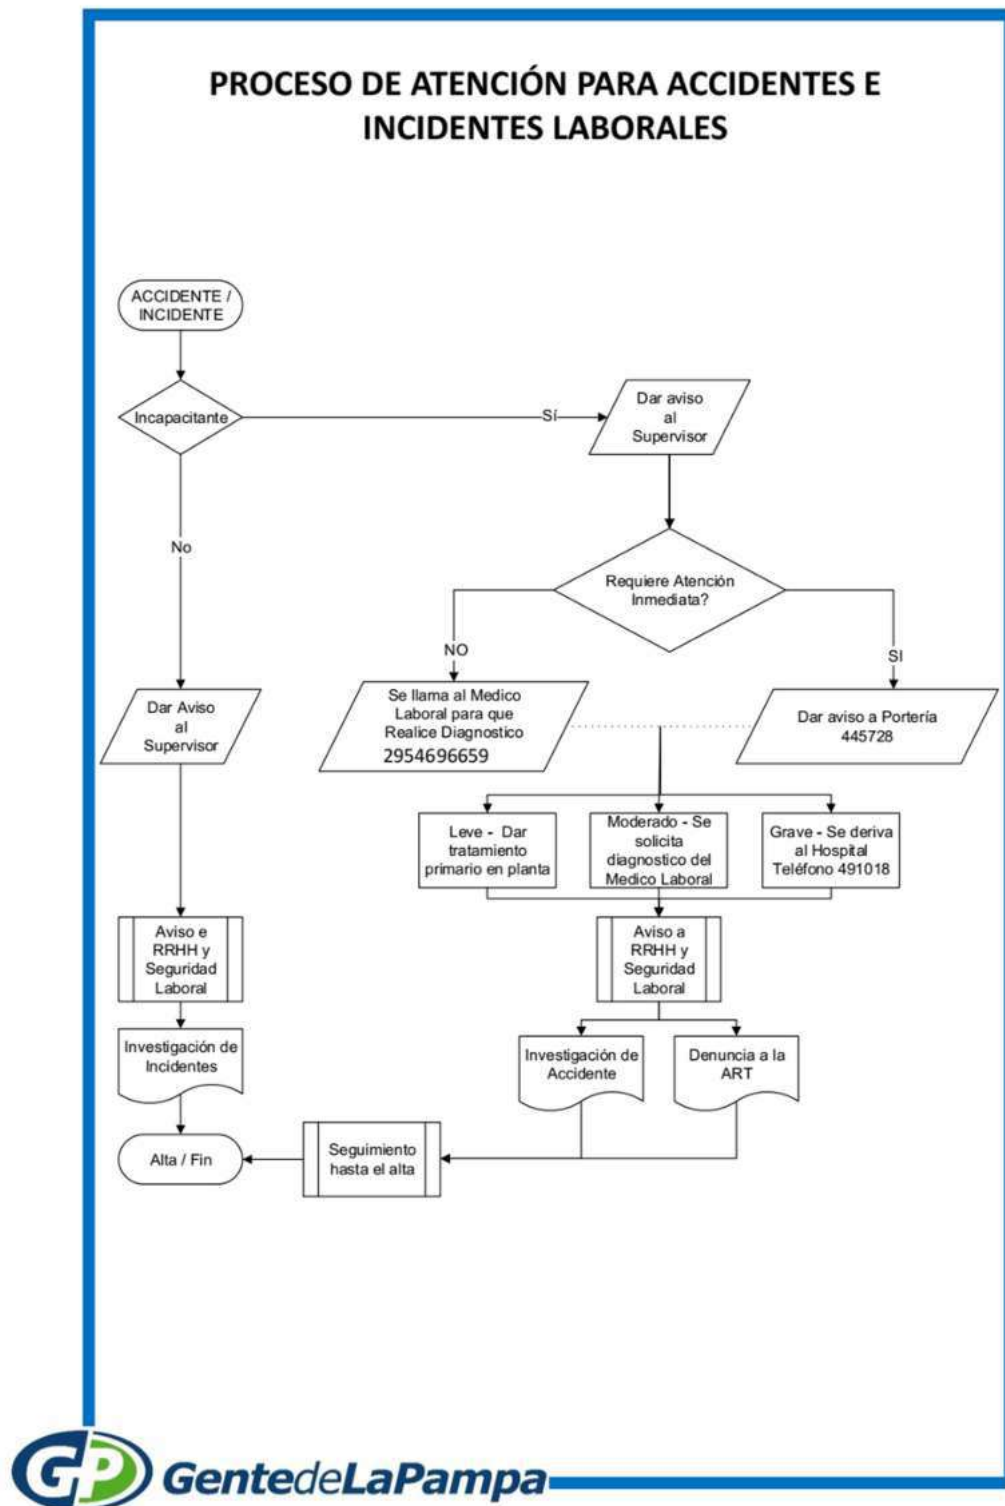 PROCESO DE ATENCIÓN PARA ACCIDENTES E
INCIDENTES LABORALES
ACCIDENTE /
INCIDENTE
Incapacitante
Sí
Dar aviso
al
Supervisor
No
Requiere Atención
Inmediata?
NO
SI
Dar Aviso
al
Supervisor
Se llama al Medico
Laboral para que
Realice Diagnostico
2954696659
Dar aviso a Portería
445728
Leve - Dar
tratamiento
primario en planta
Moderado - Se
solicita
diagnostico del
Medico Laboral
Grave - Se deriva
al Hospital
Teléfono 491018
Aviso e
RRHH y
Seguridad
Laboral
Aviso a
RRHH y
Seguridad
Laboral
Investigación de
Incidentes
Investigación de
Accidente
Denuncia a la
ART
Alta / Fin
Seguimiento
hasta el alta
GP GentedeLaPampa